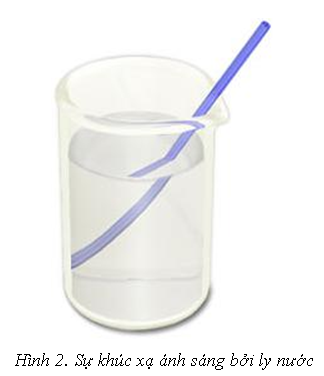 Hình 2. Sự khúc xạ ánh sáng bởi ly nước